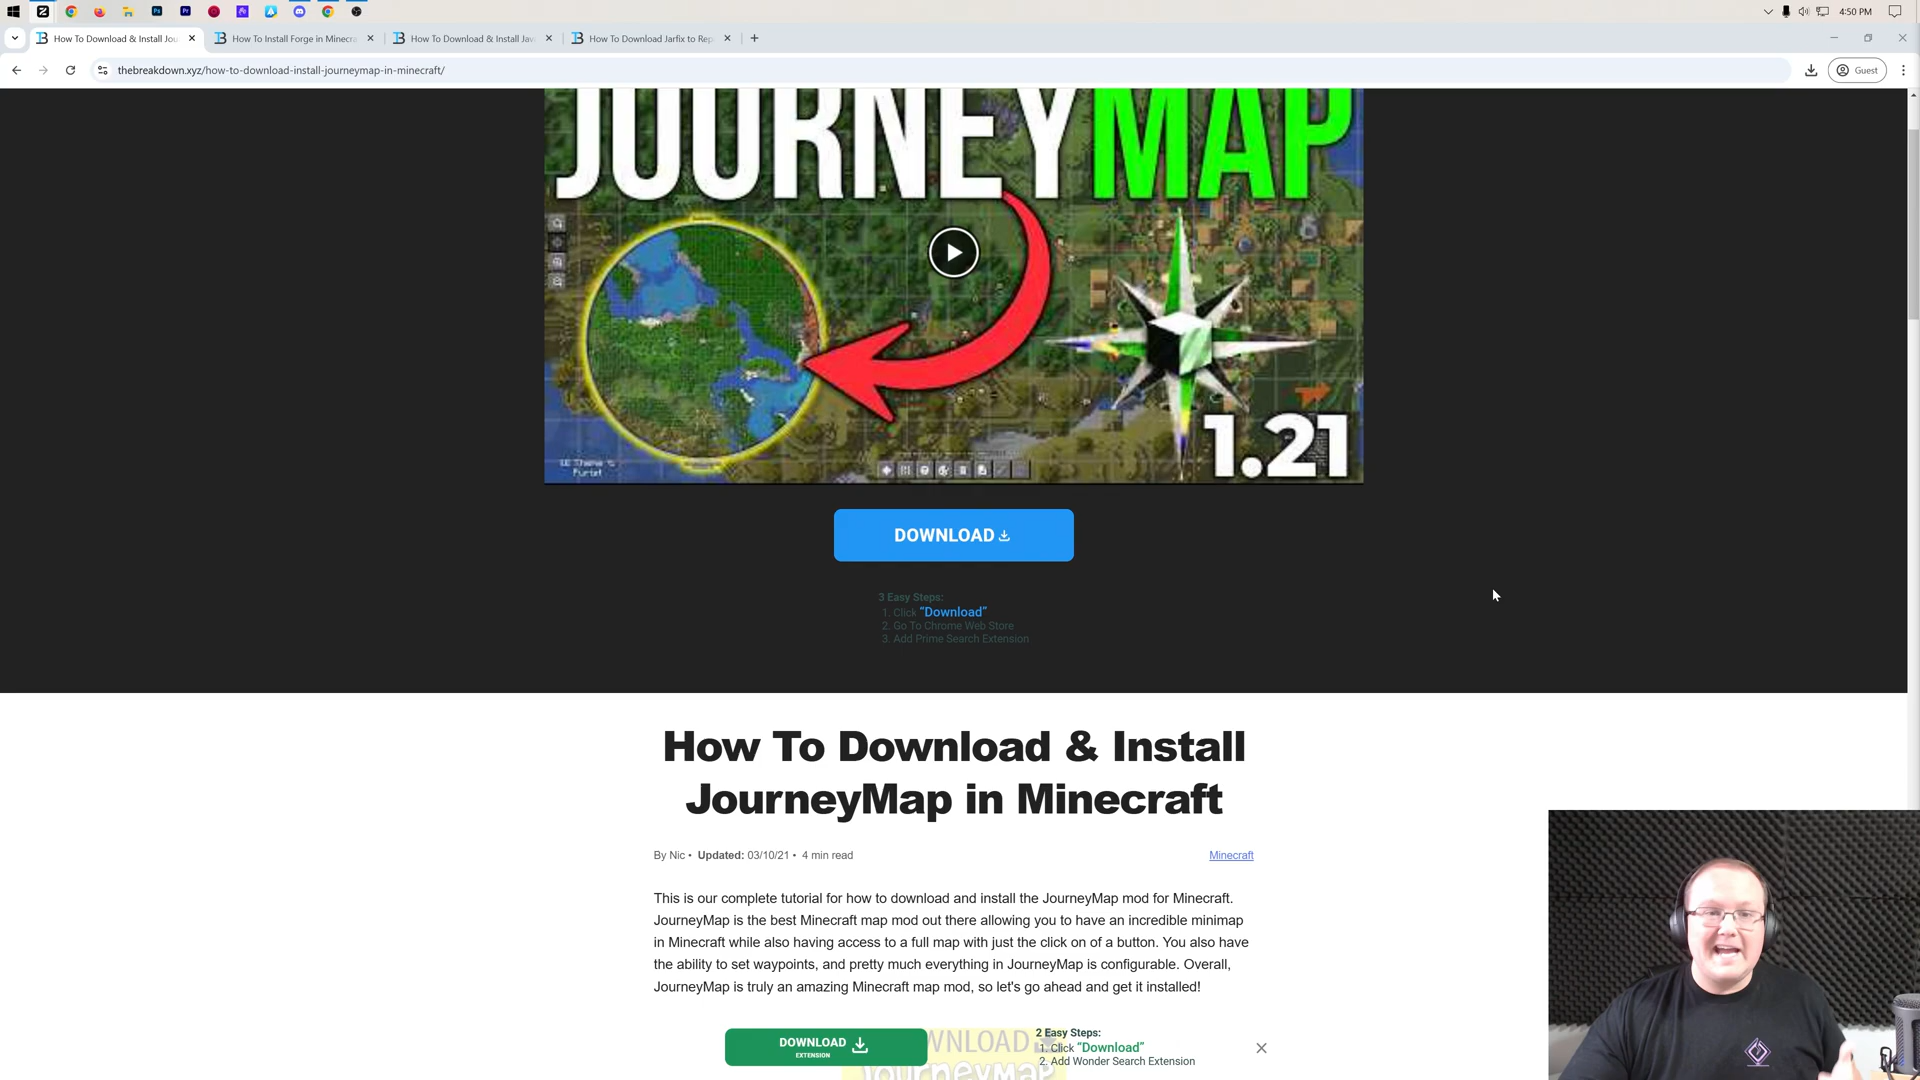 4:50 PM
How To Download & Install Jou
How To Install Forge in Minecra
How To Download & Install Jav
How To Download Jarfix to Rep
thebreakdown.xyz/how-to-download-install-journeymap-in-minecraft/
Guest
JOURNEYMAP
1.21
DOWNLOAD
3 Easy Steps:
1. Click "Download"
2. Go To Chrome Web Store
3. Add Prime Search Extension
How To Download & Install
JourneyMap in Minecraft
By Nic • Updated: 03/10/21 • 4 min read
Minecraft
This is our complete tutorial for how to download and install the JourneyMap mod for Minecraft.
JourneyMap is the best Minecraft map mod out there allowing you to have an incredible minimap
in Minecraft while also having access to a full map with just the click on of a button. You also have
the ability to set waypoints, and pretty much everything in JourneyMap is configurable. Overall,
JourneyMap is truly an amazing Minecraft map mod, so let's go ahead and get it installed!
DOWNLOAD
EXTENSION
WNLOAD
JourneyMap
2 Easy Steps:
1. Click "Download"
2. Add Wonder Search Extension